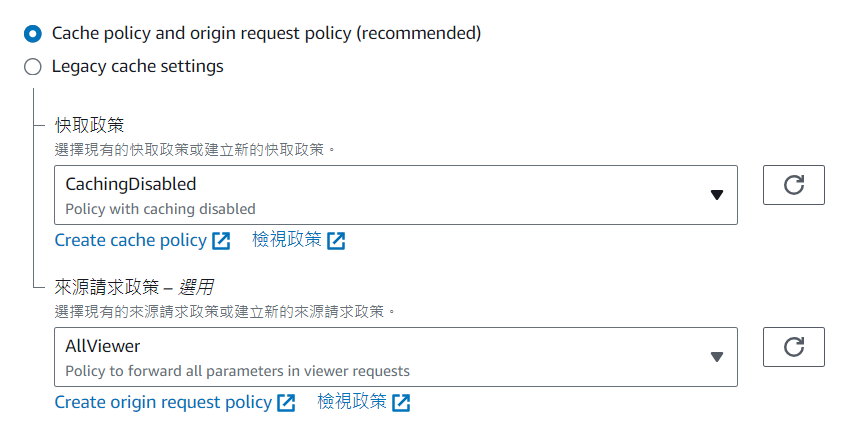 Cache policy and origin request policy (recommended)
Legacy cache settings
快取政策
選擇現有的快取政策或建立新的快取政策。
CachingDisabled
Policy with caching disabled
Create cache policy 檢視政策
來源請求政策 – 選用
選擇現有的來源請求政策或建立新的來源請求政策。
AllViewer
Policy to forward all parameters in viewer requests
Create origin request policy 檢視政策